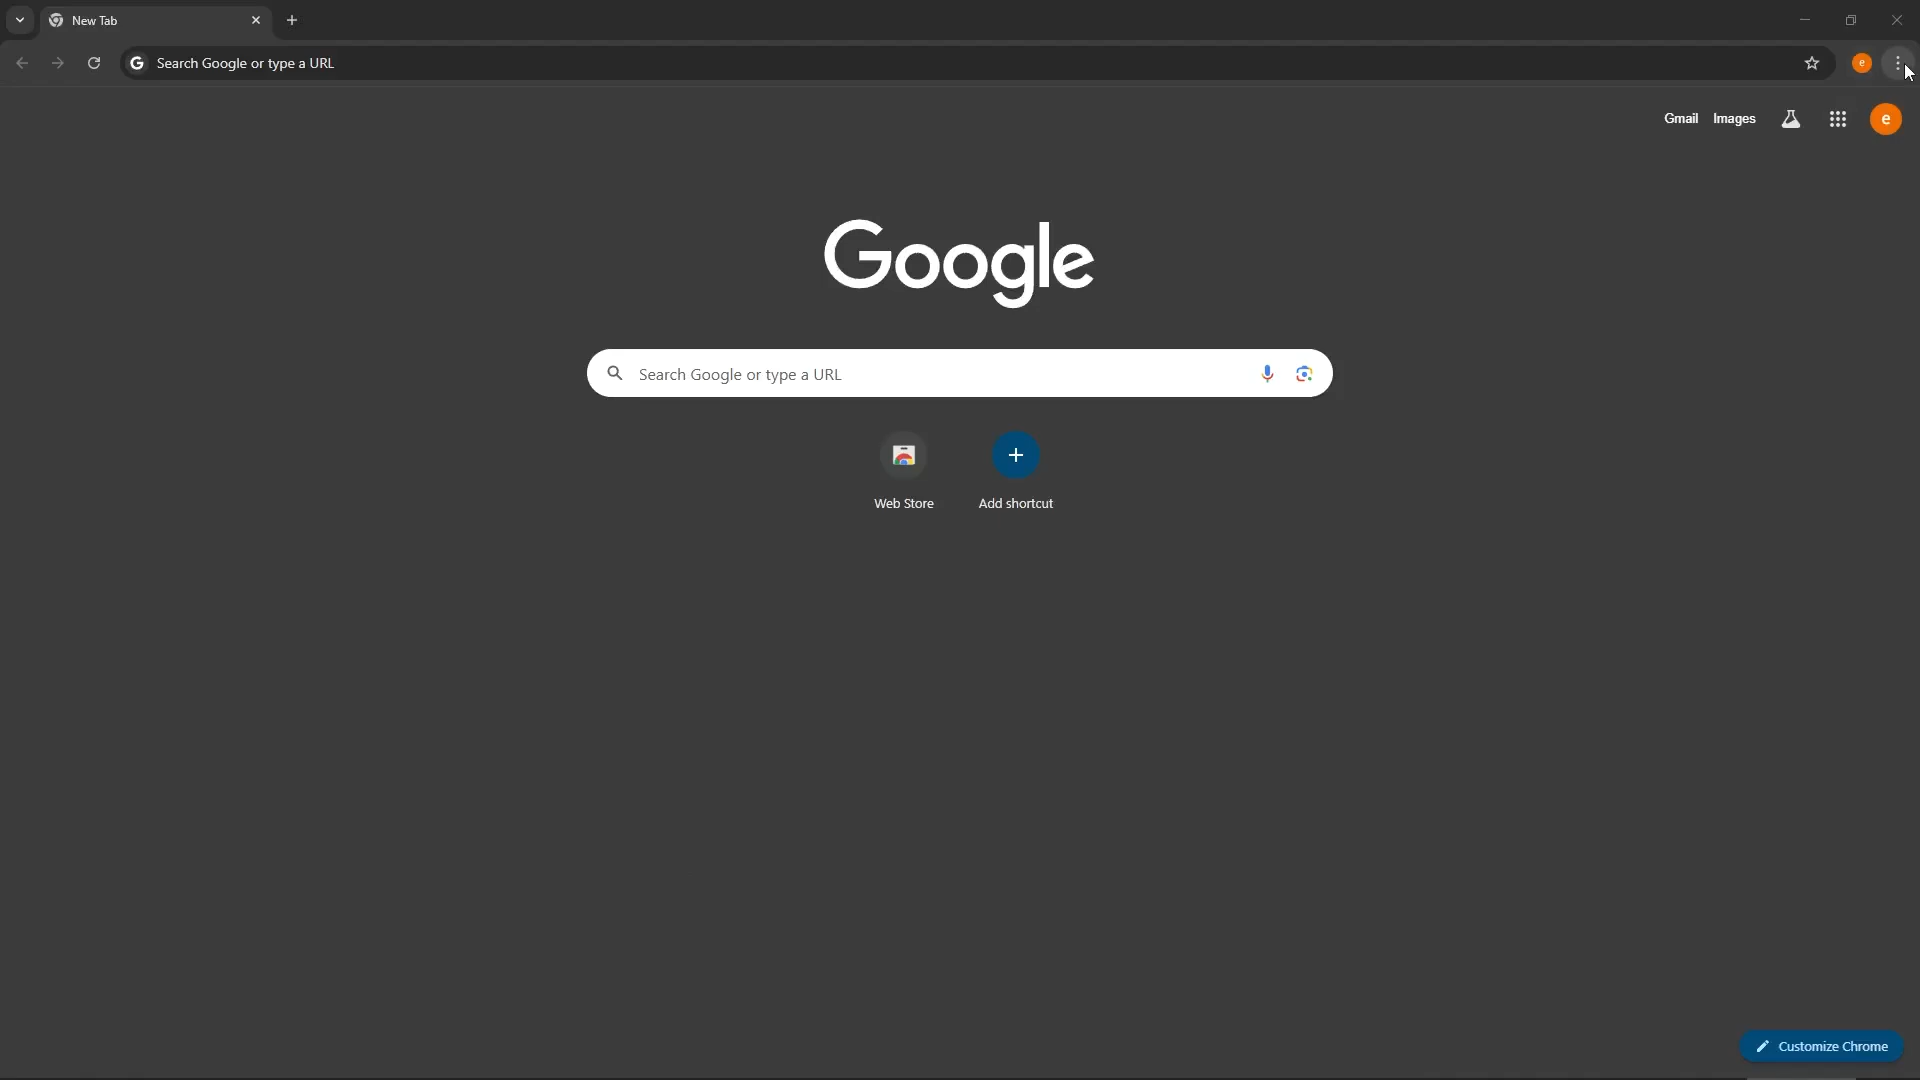 New Tab
Search Google or type a URL
e
Gmail Images
e
Google
Search Google or type a URL
Web Store Add shortcut
Customize Chrome